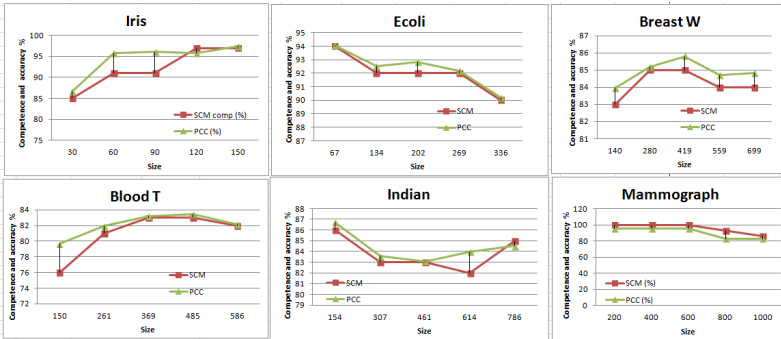 Iris
Competence and accuracy %
100
95
90
85
80
75
30 60 90 120 150
Size
SCM comp (%)
PCC (%)
Ecoli
Competence and accuracy %
95
94
93
92
91
90
89
88
87
67 134 202 269 336
Size
SCM
PCC
Breast W
Competence and accuracy %
87
86
85
84
83
82
81
140 280 419 559 699
Size
SCM
PCC
Blood T
Competence and accuracy %
84
82
80
78
76
74
72
150 261 369 485 586
Size
SCM
PCC
Indian
Competence and accuracy %
88
87
86
85
84
83
82
81
80
79
154 307 461 614 786
Size
SCM
PCC
Mammograph
Competence and accuracy %
120
100
80
60
40
20
0
200 400 600 800 1000
Size
SCM (%)
PCC (%)